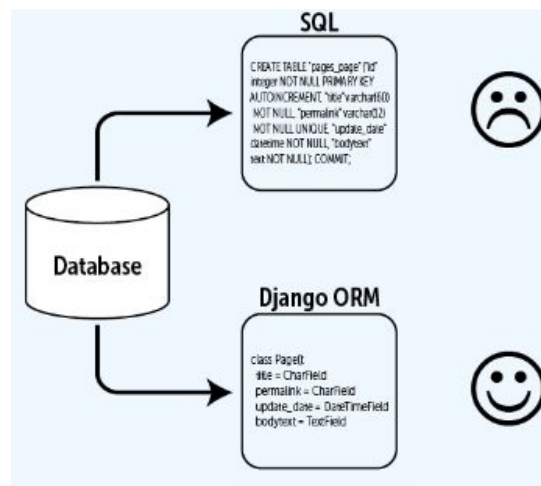 SQL
CREATE TABLE "pages_page" ("id"
integer NOT NULL PRIMARY KEY
AUTOINCREMENT, "title" varchar(60)
NOT NULL, "permalink" varchar(12)
NOT NULL UNIQUE, "update_date"
datetime NOT NULL, "bodytext"
text NOT NULL); COMMIT;
Database
Django ORM
class Page():
title = CharField
permalink = CharField
update_date = DateTimeField
bodytext = TextField